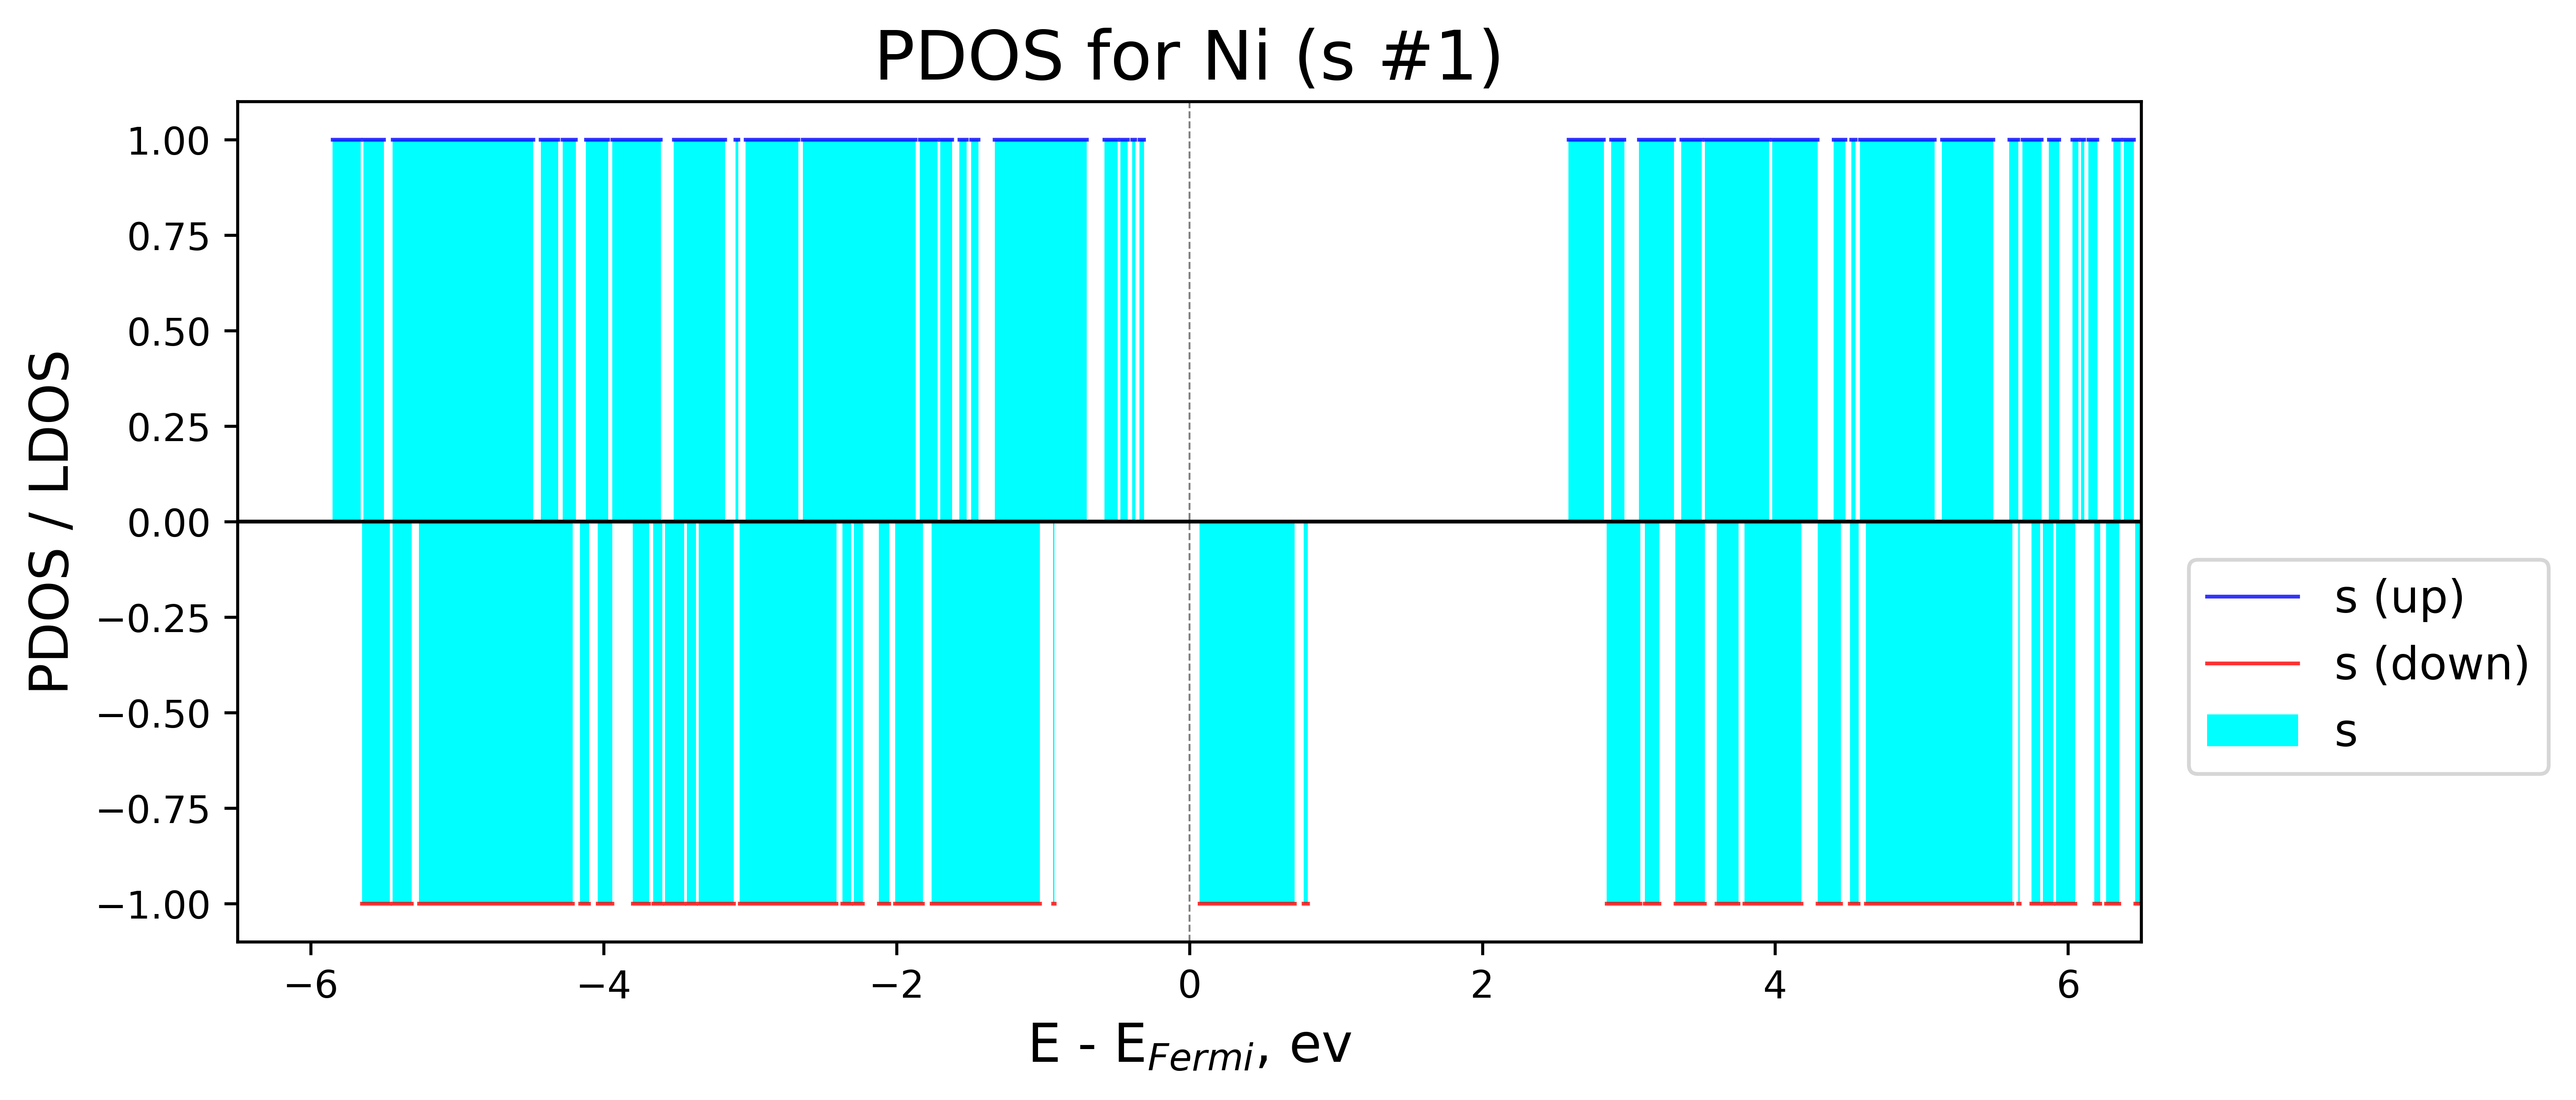 PDOS for Ni (s #1)
PDOS / LDOS
1.00
0.75
0.50
0.25
0.00
−0.25
−0.50
−0.75
−1.00
−6 −4 −2 0 2 4 6
E - E_Fermi, ev
s (up)
s (down)
s